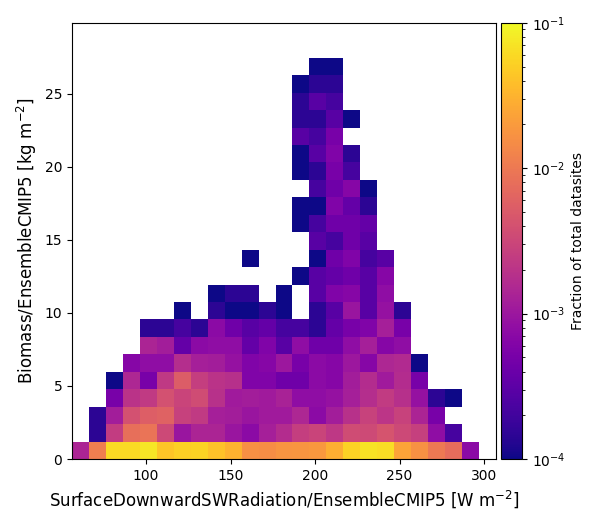 Biomass/EnsembleCMIP5 [kg m⁻²]
25
20
15
10
5
0
100 150 200 250 300
SurfaceDownwardSWRadiation/EnsembleCMIP5 [W m⁻²]
10⁻¹
10⁻²
10⁻³
10⁻⁴
Fraction of total datasites